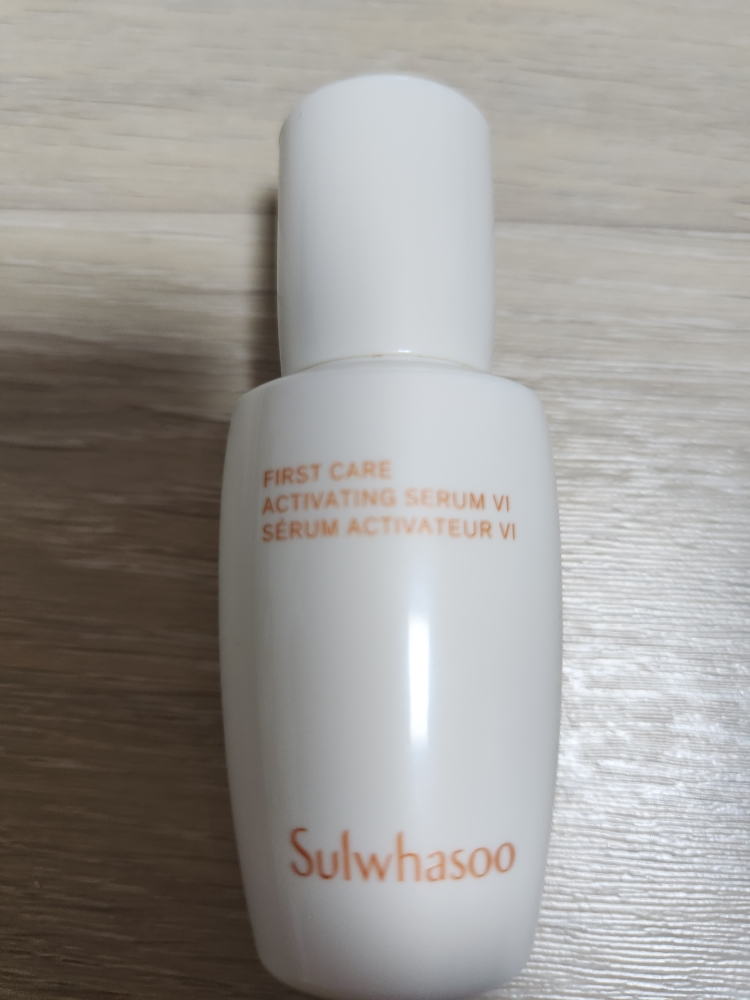 FIRST CARE
ACTIVATING SERUM VI
SÉRUM ACTIVATEUR VI
Sulwhasoo